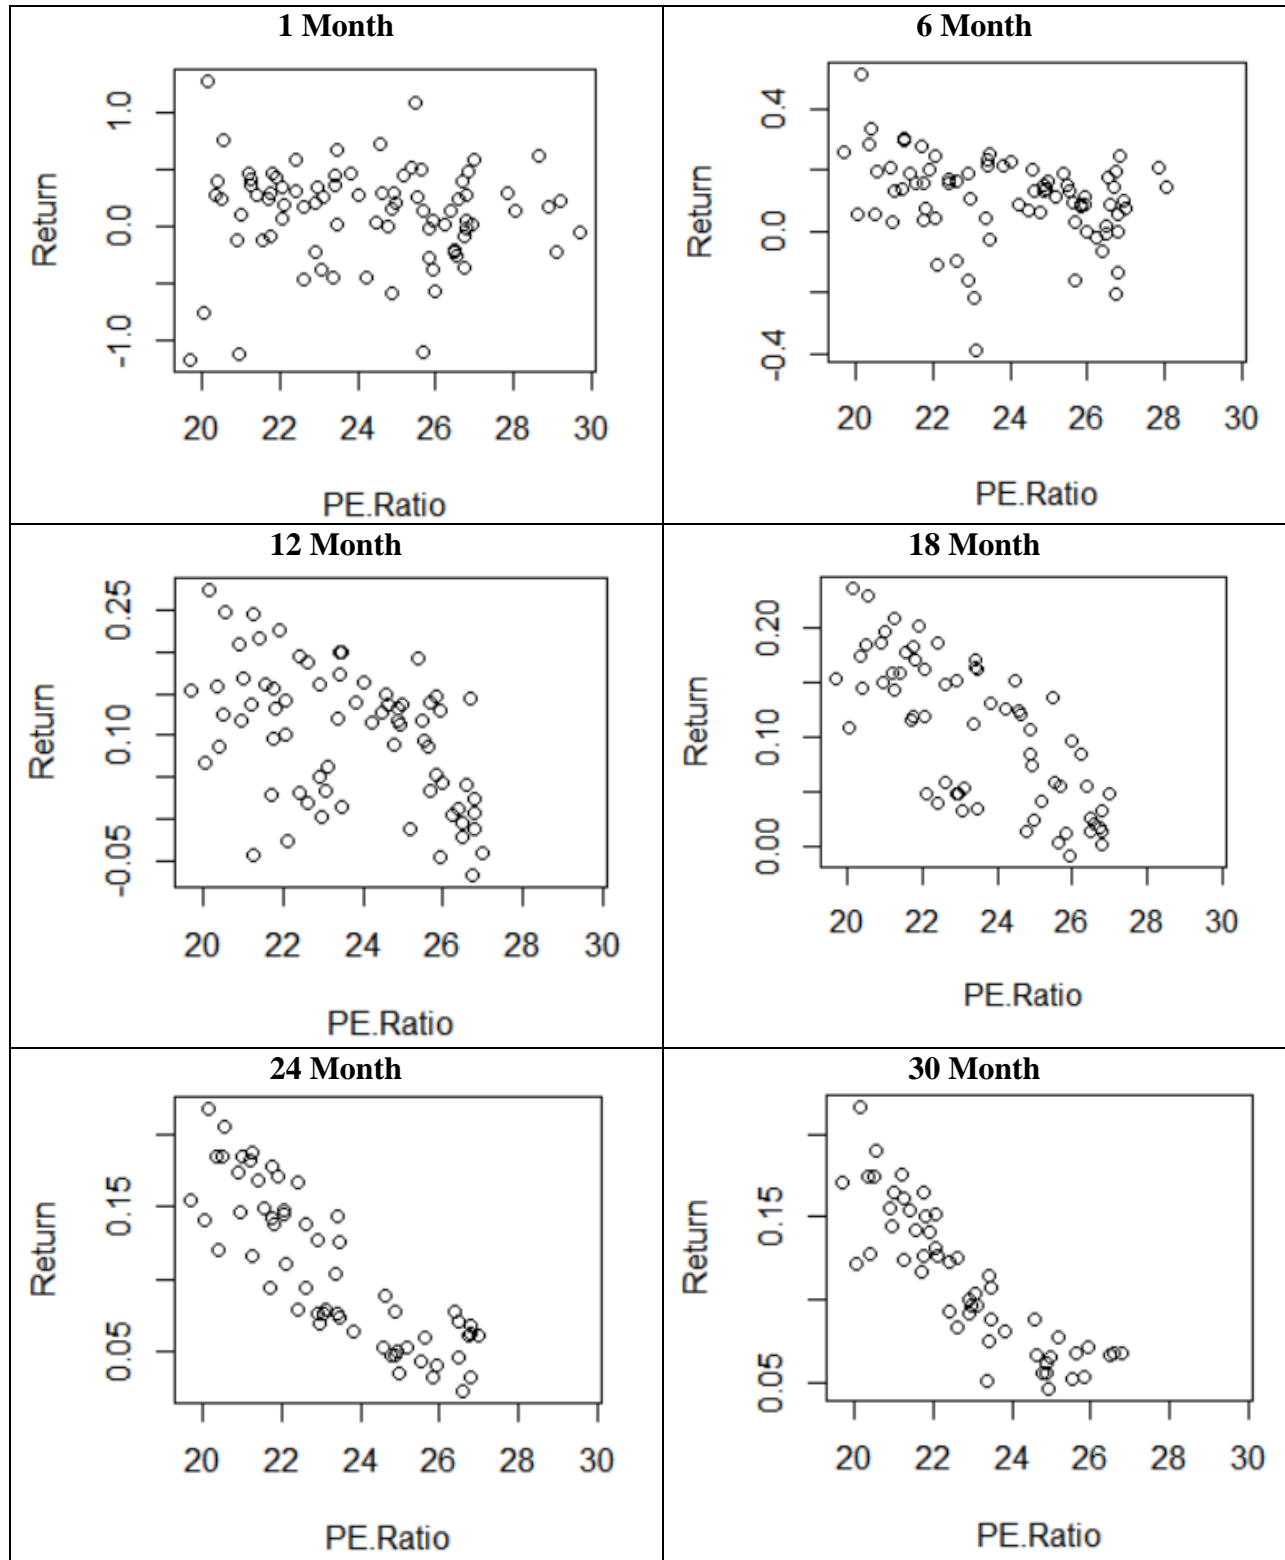 1 Month
1.0
0.0
-1.0
Return
20 22 24 26 28 30
PE.Ratio
6 Month
0.4
0.0
-0.4
Return
20 22 24 26 28 30
PE.Ratio
12 Month
0.25
0.10
-0.05
Return
20 22 24 26 28 30
PE.Ratio
18 Month
0.20
0.10
0.00
Return
20 22 24 26 28 30
PE.Ratio
24 Month
0.15
0.05
Return
20 22 24 26 28 30
PE.Ratio
30 Month
0.15
0.05
Return
20 22 24 26 28 30
PE.Ratio